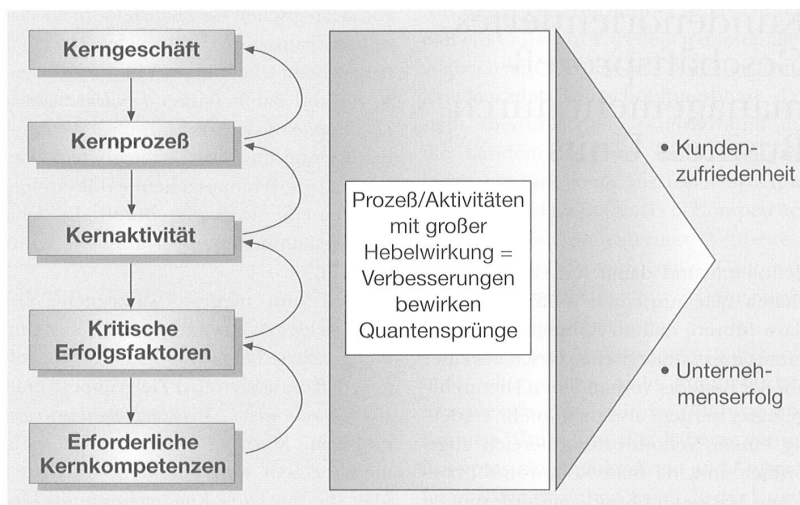 Kerngeschäft
Kernprozeß
Kernaktivität
Kritische
Erfolgsfaktoren
Erforderliche
Kernkompetenzen
Prozeß/Aktivitäten
mit großer
Hebelwirkung =
Verbesserungen
bewirken
Quantensprünge
• Kunden-
zufriedenheit
• Unterneh-
menserfolg